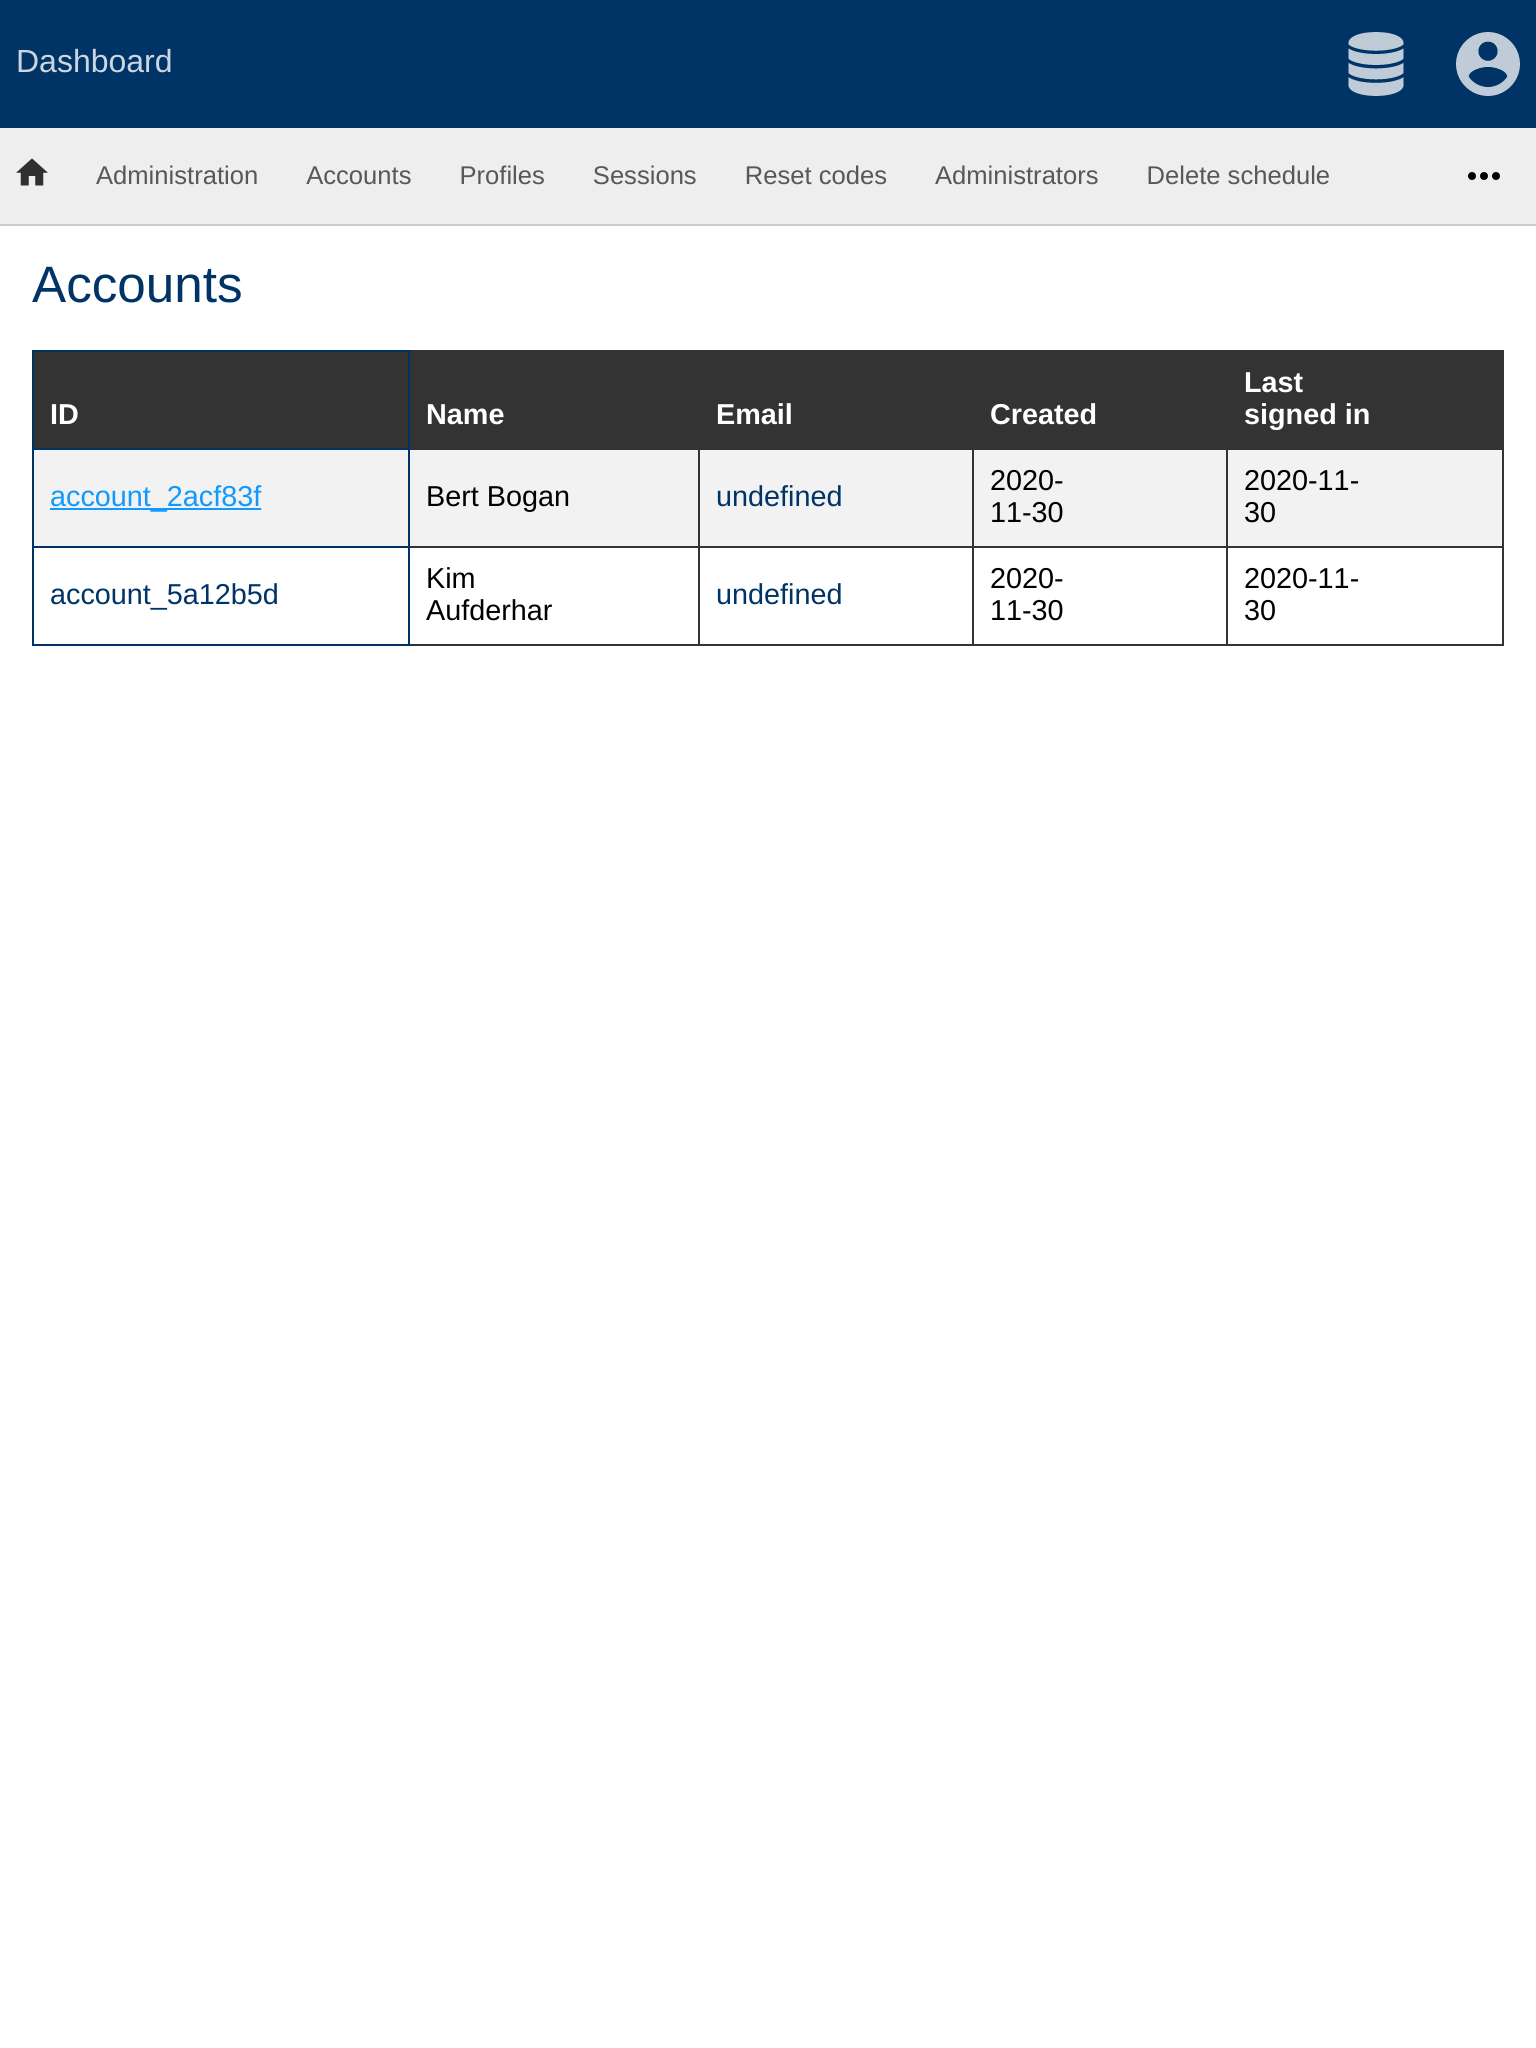 Dashboard
Administration Accounts Profiles Sessions Reset codes Administrators Delete schedule
Accounts
ID Name Email Created Last signed in
account_2acf83f Bert Bogan undefined 2020-11-30 2020-11-30
account_5a12b5d Kim Aufderhar undefined 2020-11-30 2020-11-30